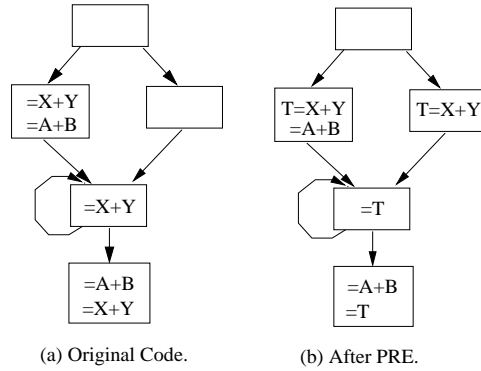 =X+Y
=A+B
=X+Y
=A+B
=X+Y
(a) Original Code.
T=X+Y
=A+B
T=X+Y
=T
=A+B
=T
(b) After PRE.